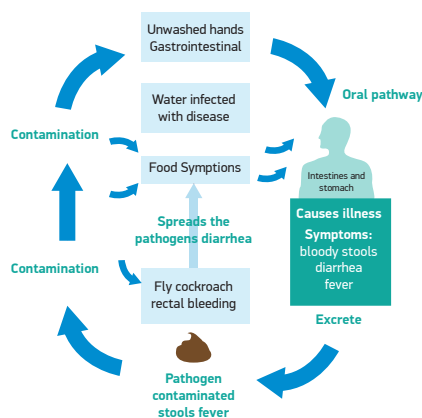 Unwashed hands
Gastrointestinal
Oral pathway
Water infected
with disease
Contamination
Food Symptoms
Intestines and
stomach
Causes illness
Symptoms:
bloody stools
diarrhea
fever
Spreads the
pathogens diarrhea
Contamination
Fly cockroach
rectal bleeding
Excrete
Pathogen
contaminated
stools fever